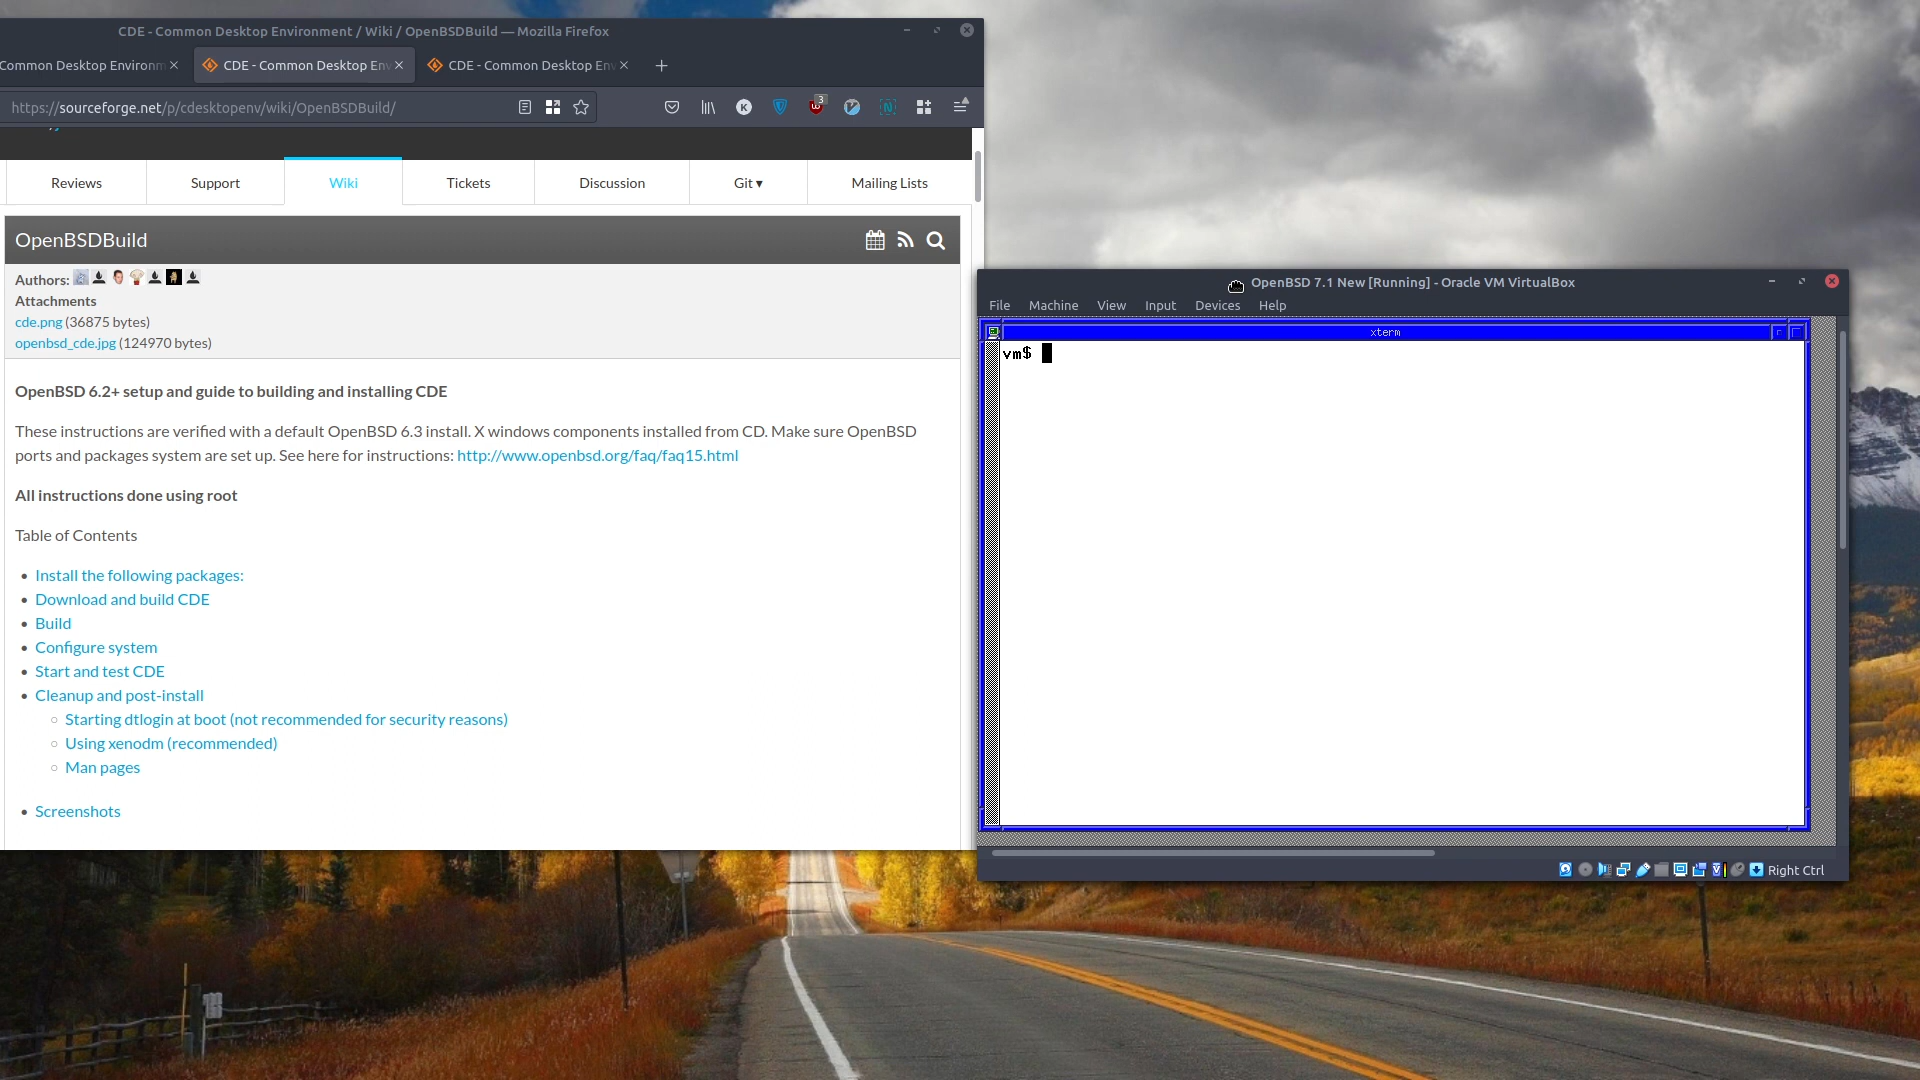 CDE - Common Desktop Environment / Wiki / OpenBSDBuild — Mozilla Firefox
Common Desktop Environm
CDE - Common Desktop En
CDE - Common Desktop Env
https://sourceforge.net/p/cdesktopenv/wiki/OpenBSDBuild/
K
3
N
Reviews
Support
Wiki
Tickets
Discussion
Git ▾
Mailing Lists
OpenBSDBuild
Authors:
Attachments
cde.png (36875 bytes)
openbsd_cde.jpg (124970 bytes)
OpenBSD 6.2+ setup and guide to building and installing CDE
These instructions are verified with a default OpenBSD 6.3 install. X windows components installed from CD. Make sure OpenBSD
ports and packages system are set up. See here for instructions: http://www.openbsd.org/faq/faq15.html
All instructions done using root
Table of Contents
Install the following packages:
Download and build CDE
Build
Configure system
Start and test CDE
Cleanup and post-install
Starting dtlogin at boot (not recommended for security reasons)
Using xenodm (recommended)
Man pages
Screenshots
OpenBSD 7.1 New [Running] - Oracle VM VirtualBox
File Machine View Input Devices Help
xterm
vm$
Right Ctrl